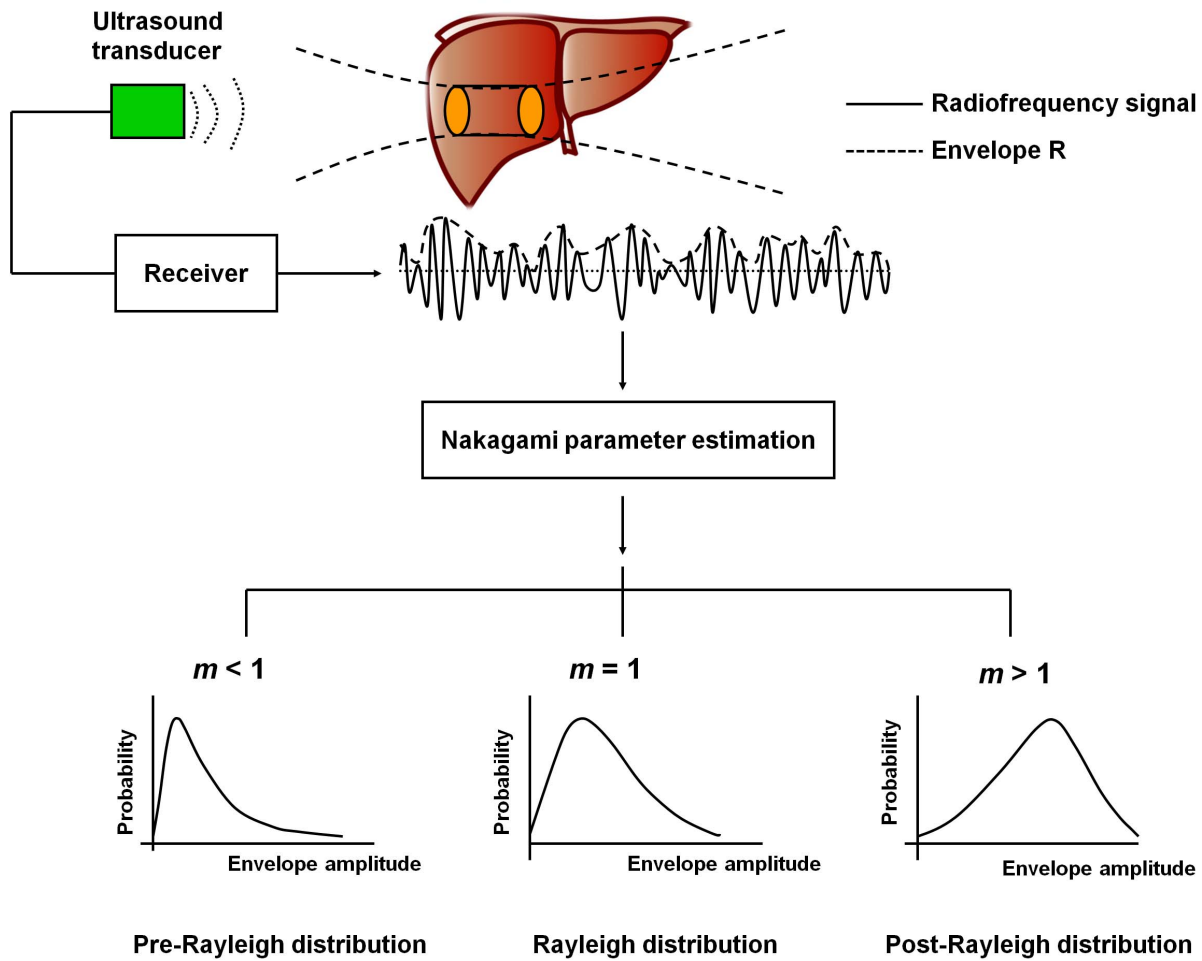 Ultrasound
transducer
Radiofrequency signal
Envelope R
Receiver
Nakagami parameter estimation
m < 1
m = 1
m > 1
Probability
Envelope amplitude
Probability
Envelope amplitude
Probability
Envelope amplitude
Pre-Rayleigh distribution
Rayleigh distribution
Post-Rayleigh distribution